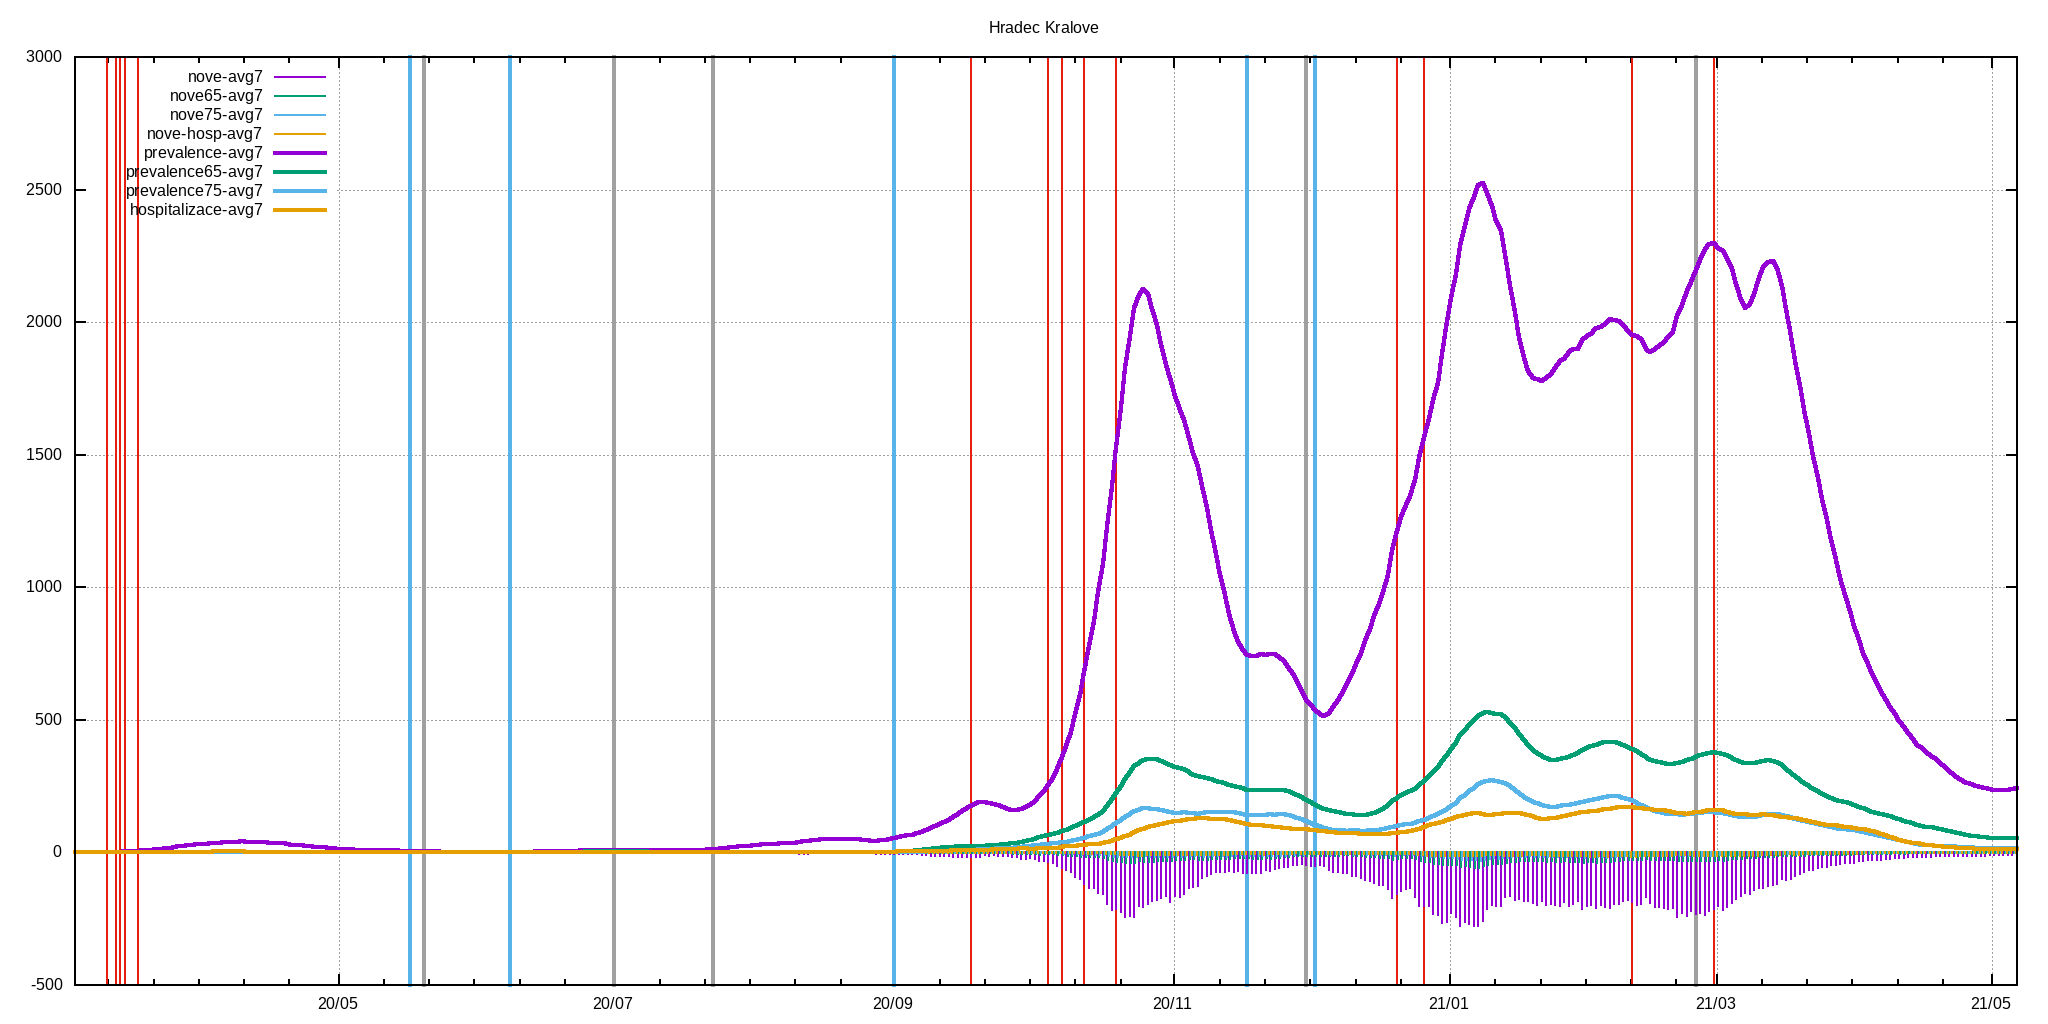 Hradec Kralove
3000
2500
2000
1500
1000
500
0
-500
nove-avg7
nove65-avg7
nove75-avg7
nove-hosp-avg7
prevalence-avg7
prevalence65-avg7
prevalence75-avg7
hospitalizace-avg7
20/05 20/07 20/09 20/11 21/01 21/03 21/05